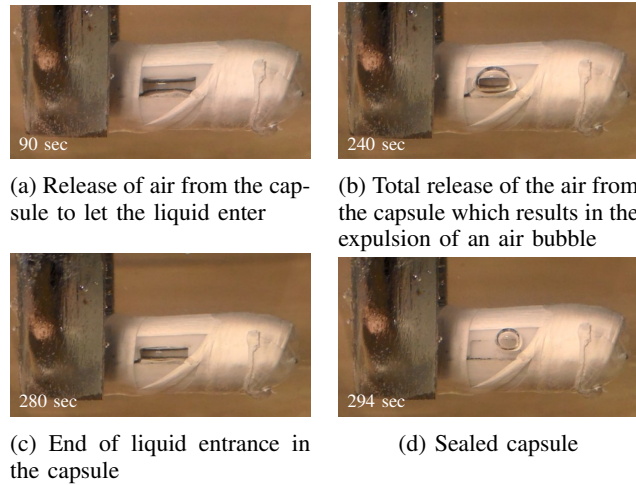 90 sec
240 sec
(a) Release of air from the cap-
sule to let the liquid enter
(b) Total release of the air from
the capsule which results in the
expulsion of an air bubble
280 sec
294 sec
(c) End of liquid entrance in
the capsule
(d) Sealed capsule